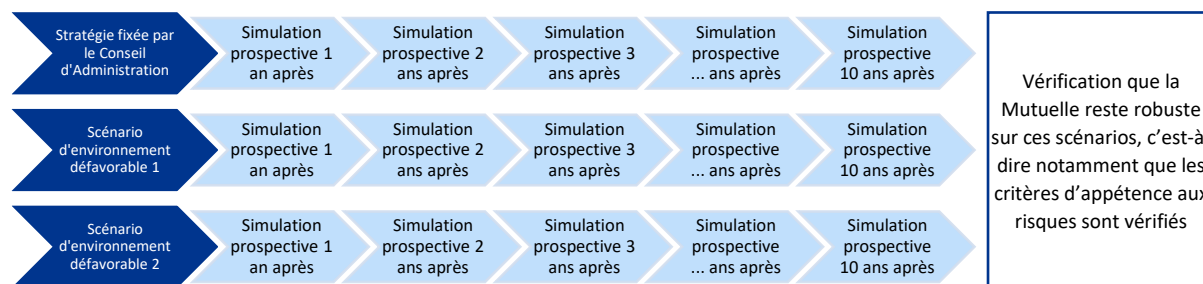 Stratégie fixée par
le Conseil
d'Administration
Simulation
prospective 1
an après
Simulation
prospective 2
ans après
Simulation
prospective 3
ans après
Simulation
prospective
... ans après
Simulation
prospective
10 ans après
Scénario
d'environnement
défavorable 1
Simulation
prospective 1
an après
Simulation
prospective 2
ans après
Simulation
prospective 3
ans après
Simulation
prospective
... ans après
Simulation
prospective
10 ans après
Scénario
d'environnement
défavorable 2
Simulation
prospective 1
an après
Simulation
prospective 2
ans après
Simulation
prospective 3
ans après
Simulation
prospective
... ans après
Simulation
prospective
10 ans après
Vérification que la
Mutuelle reste robuste
sur ces scénarios, c’est-à
dire notamment que les
critères d’appétence aux
risques sont vérifiés